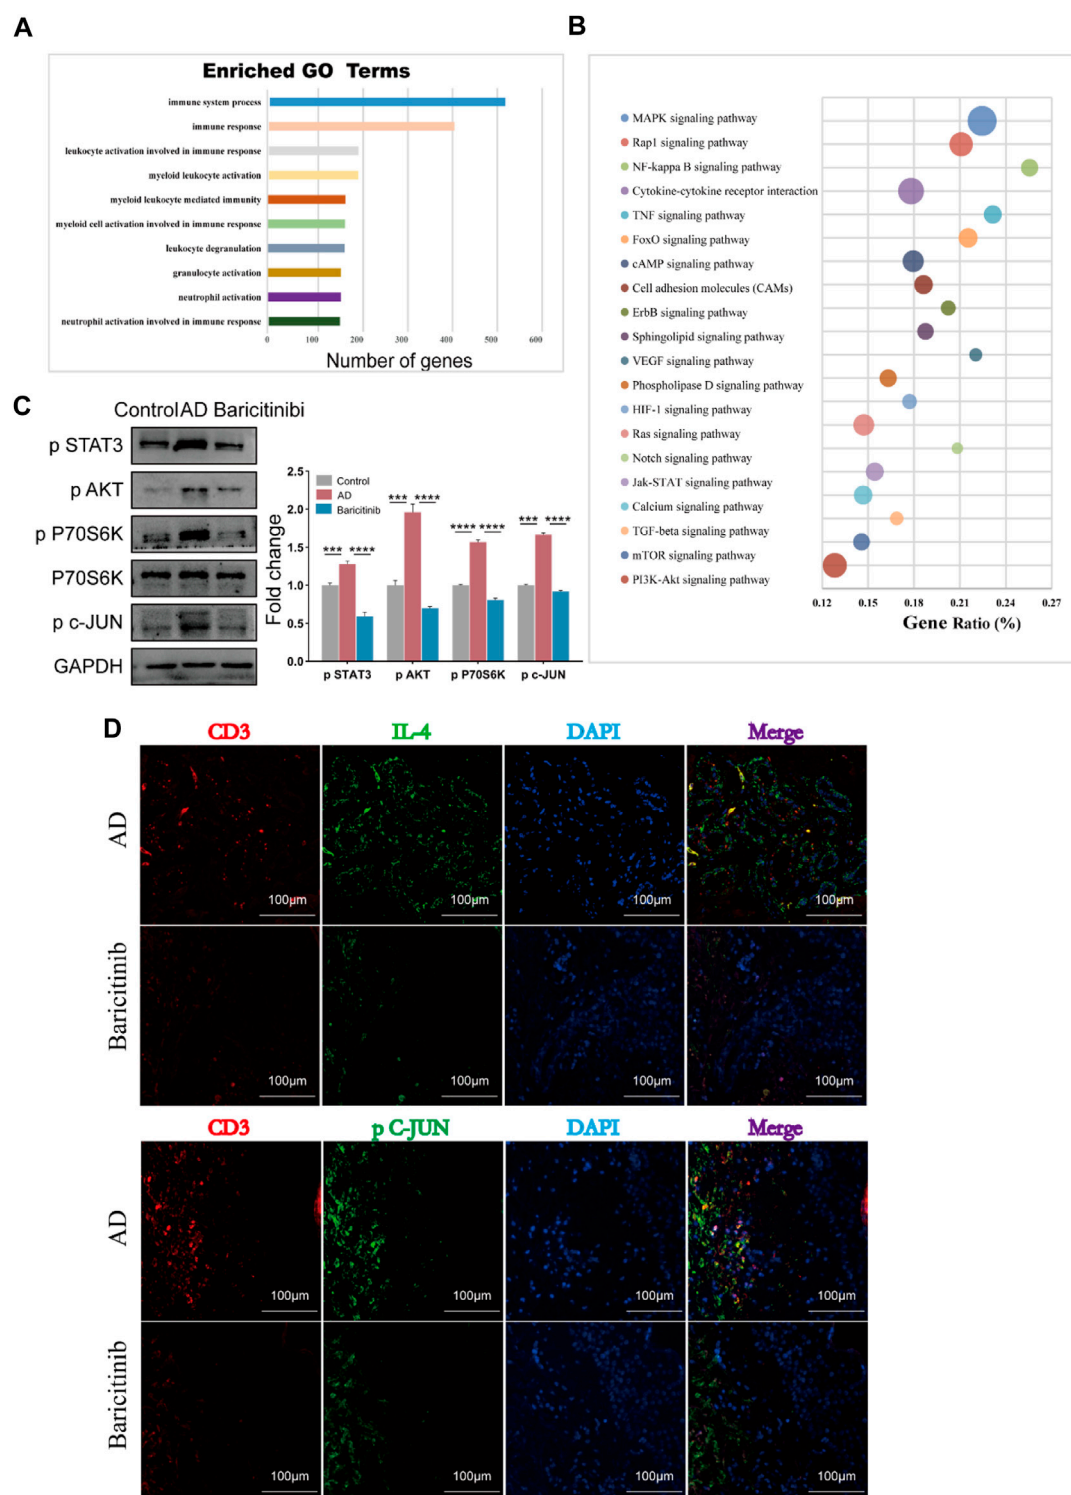 A
Enriched GO Terms
immune system process
immune response
leukocyte activation involved in immune response
myeloid leukocyte activation
myeloid leukocyte mediated immunity
myeloid cell activation involved in immune response
leukocyte degranulation
granulocyte activation
neutrophil activation
neutrophil activation involved in immune response
0 100 200 300 400 500 600
Number of genes
B
MAPK signaling pathway
Rap1 signaling pathway
NF-kappa B signaling pathway
Cytokine-cytokine receptor interaction
TNF signaling pathway
FoxO signaling pathway
cAMP signaling pathway
Cell adhesion molecules (CAMs)
ErbB signaling pathway
Sphingolipid signaling pathway
VEGF signaling pathway
Phospholipase D signaling pathway
HIF-1 signaling pathway
Ras signaling pathway
Notch signaling pathway
Jak-STAT signaling pathway
Calcium signaling pathway
TGF-beta signaling pathway
mTOR signaling pathway
PI3K-Akt signaling pathway
0.12 0.15 0.18 0.21 0.24 0.27
Gene Ratio (%)
C
Control AD Baricitinibi
p STAT3
p AKT
p P70S6K
P70S6K
p c-JUN
GAPDH
Fold change
2.5
2.0
1.5
1.0
0.5
0.0
Control
AD
Baricitinib
*** **** *** **** **** **** *** ****
p STAT3 p AKT p P70S6K p c-JUN
D
CD3 IL-4 DAPI Merge
AD
100μm 100μm 100μm 100μm
Baricitinib
100μm 100μm 100μm 100μm
CD3 p C-JUN DAPI Merge
AD
100μm 100μm 100μm 100μm
Baricitinib
100μm 100μm 100μm 100μm